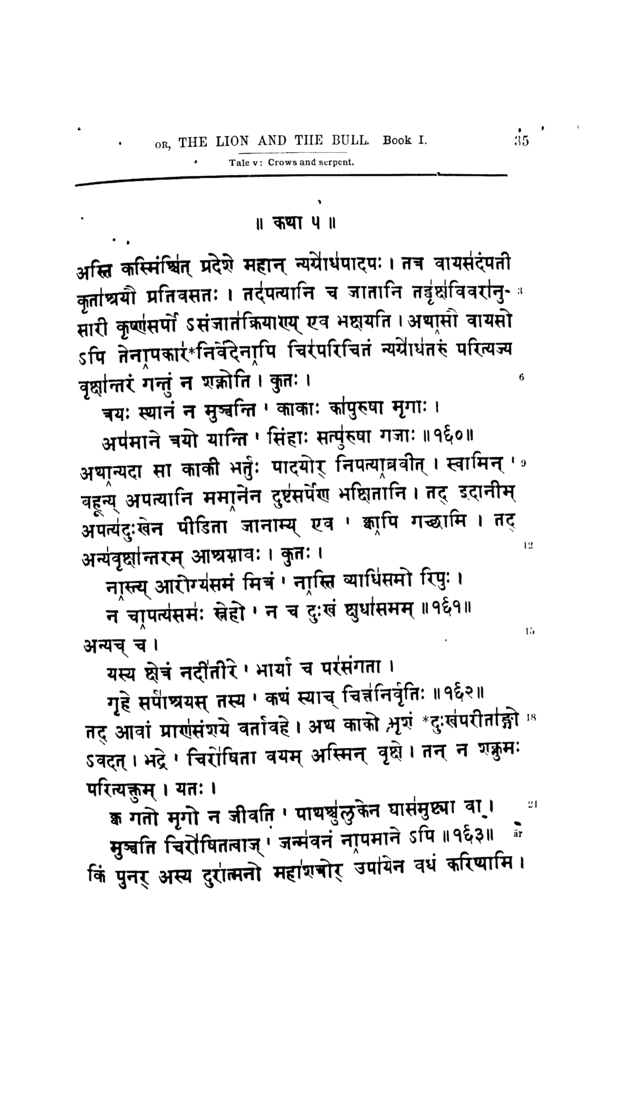 OR, THE LION AND THE BULL. Book I. 35
Tale v: Crows and serpent.
॥ कथा ५ ॥
अस्ति कस्मिंश्चित् प्रदेशे महान् न्यग्रोधपादपः । तत्र वायसदंपती
कृताश्रयौ प्रतिवसतः । तदपत्यानि च जातानि तद्वृक्षविवरानु- 3
सारी कृष्णसर्पो ऽसंजातक्रियाण्य् एव भक्षयति । अथासौ वायसो
ऽपि तेनापकार*निर्वेदेनापि चिरपरिचितं न्यग्रोधतरुं परित्यज्य
वृक्षान्तरं गन्तुं न शक्नोति । कुतः । 6
त्रयः स्थानं न मुञ्चन्ति ' काकाः कापुरुषा मृगाः ।
अपमाने त्रयो यान्ति ' सिंहाः सत्पुरुषा गजाः ॥१६०॥
अथान्यदा सा काकी भर्तुः पादयोर् निपत्याब्रवीत् । स्वामिन् ' 9
बहून्य् अपत्यानि ममानेन दुष्टसर्पेण भक्षितानि । तद् इदानीम्
अपत्यदुःखेन पीडिता जानाम्य् एव ' क्वापि गच्छामि । तद्
अन्यवृक्षान्तरम् आश्रयावः । कुतः । 12
नास्त्य् आरोग्यसमं मित्रं ' नास्ति व्याधिसमो रिपुः ।
न चापत्यसमः स्नेहो ' न च दुःखं क्षुधासमम् ॥१६१॥
अन्यच् च । 15
यस्य क्षेत्रं नदीतीरे ' भार्या च परसंगता ।
गृहे सर्पाश्रयस् तस्य ' कथं स्याच् चित्तनिर्वृतिः ॥१६२॥
तद् आवां प्राणसंशये वर्तावहे । अथ काको भृशं *दुःखपरीताङ्गो 18
ऽवदत् । भद्रे ' चिरोषिता वयम् अस्मिन् वृक्षे । तन् न शक्नुमः
परित्यक्तुम् । यतः ।
क्व गतो मृगो न जीवति ' पाथश्चुलुकेन घासमुष्ट्या वा । 21
मुञ्चति चिरोषितत्वाज् ' जन्मवनं नापमाने ऽपि ॥१६३॥ ār
किं पुनर् अस्य दुरात्मनो महाशत्रोर् उपायेन वधं करिष्यामि ।